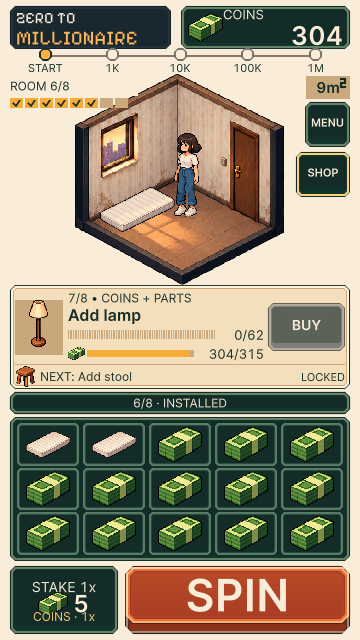 ZERO TO
MILLIONAIRE
COINS
304
START
1K
10K
100K
1M
ROOM 6/8
9m²
MENU
SHOP
7/8 • COINS + PARTS
Add lamp
0/62
304/315
BUY
NEXT: Add stool
LOCKED
6/8 · INSTALLED
STAKE 1x
5
COINS · 1x
SPIN